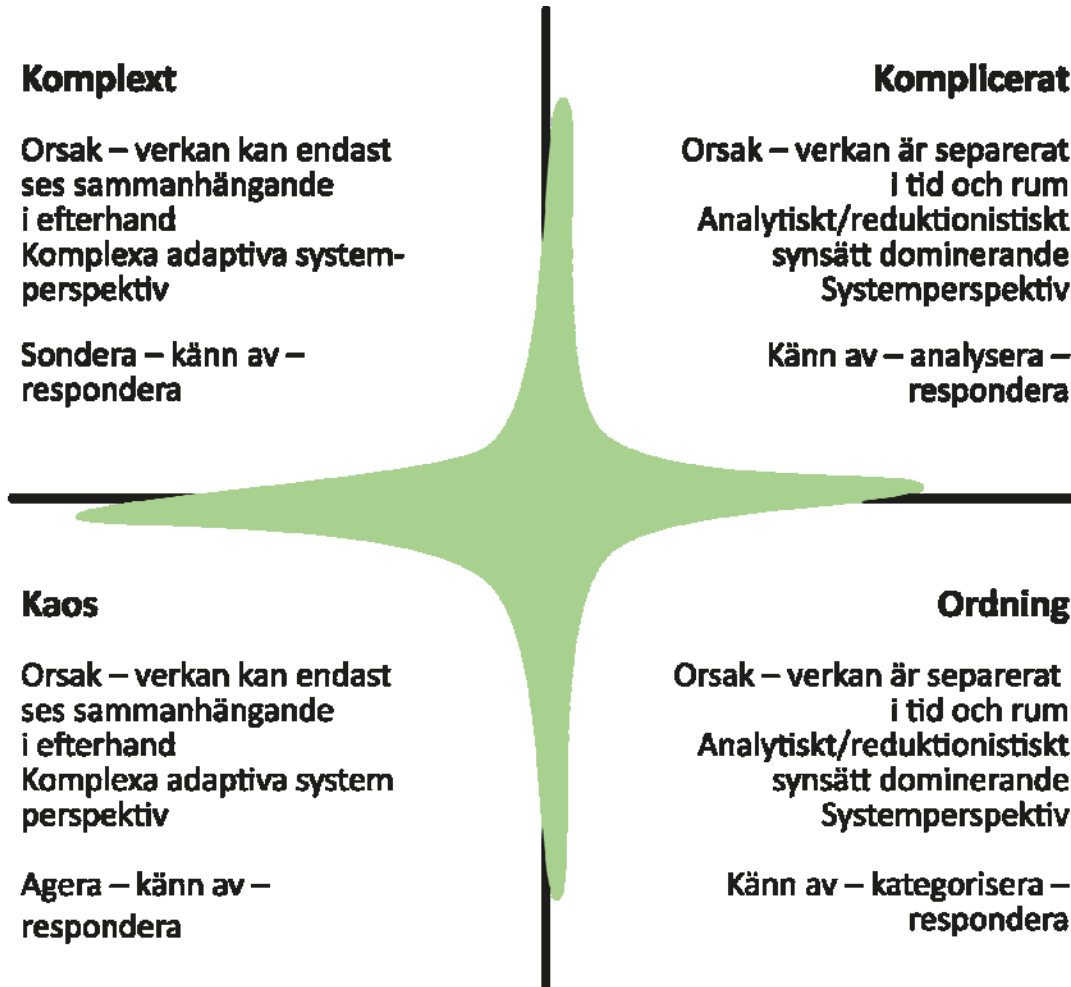 Komplext
Orsak – verkan kan endast
ses sammanhängande
i efterhand
Komplexa adaptiva system-
perspektiv
Sondera – känn av –
respondera
Komplicerat
Orsak – verkan är separerat
i tid och rum
Analytiskt/reduktionistiskt
synsätt dominerande
Systemperspektiv
Känn av – analysera –
respondera
Kaos
Orsak – verkan kan endast
ses sammanhängande
i efterhand
Komplexa adaptiva system
perspektiv
Agera – känn av –
respondera
Ordning
Orsak – verkan är separerat
i tid och rum
Analytiskt/reduktionistiskt
synsätt dominerande
Systemperspektiv
Känn av – kategorisera –
respondera